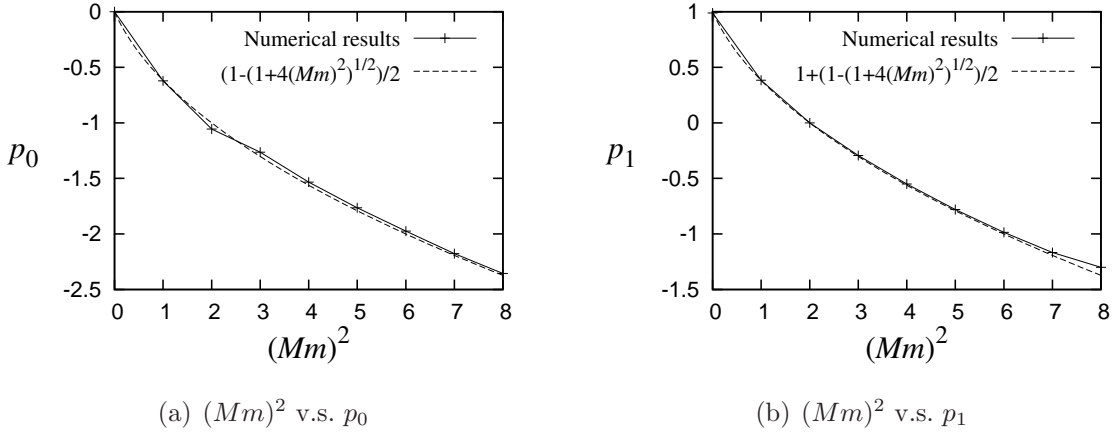 0
-0.5
-1
-1.5
-2
-2.5
p0
Numerical results
(1-(1+4(Mm)^2)^1/2)/2
0 1 2 3 4 5 6 7 8
(Mm)^2
(a) (Mm)^2 v.s. p0
1
0.5
0
-0.5
-1
-1.5
p1
Numerical results
1+(1-(1+4(Mm)^2)^1/2)/2
0 1 2 3 4 5 6 7 8
(Mm)^2
(b) (Mm)^2 v.s. p1